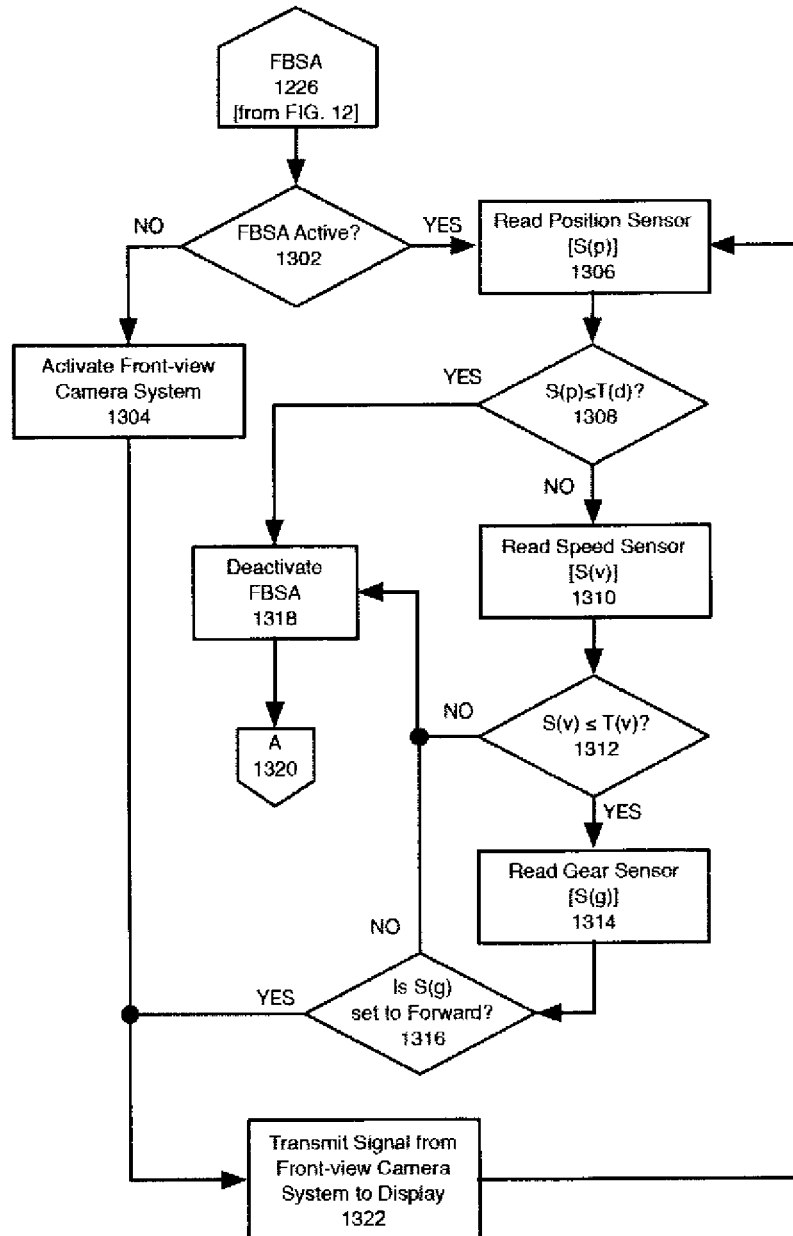 FBSA
1226
[from FIG. 12]
NO
FBSA Active?
1302
YES
Read Position Sensor
[S(p)]
1306
Activate Front-view
Camera System
1304
YES
S(p)≤T(d)?
1308
NO
Deactivate
FBSA
1318
Read Speed Sensor
[S(v)]
1310
A
1320
NO
S(v) ≤ T(v)?
1312
YES
Read Gear Sensor
[S(g)]
1314
NO
YES
Is S(g)
set to Forward?
1316
Transmit Signal from
Front-view Camera
System to Display
1322